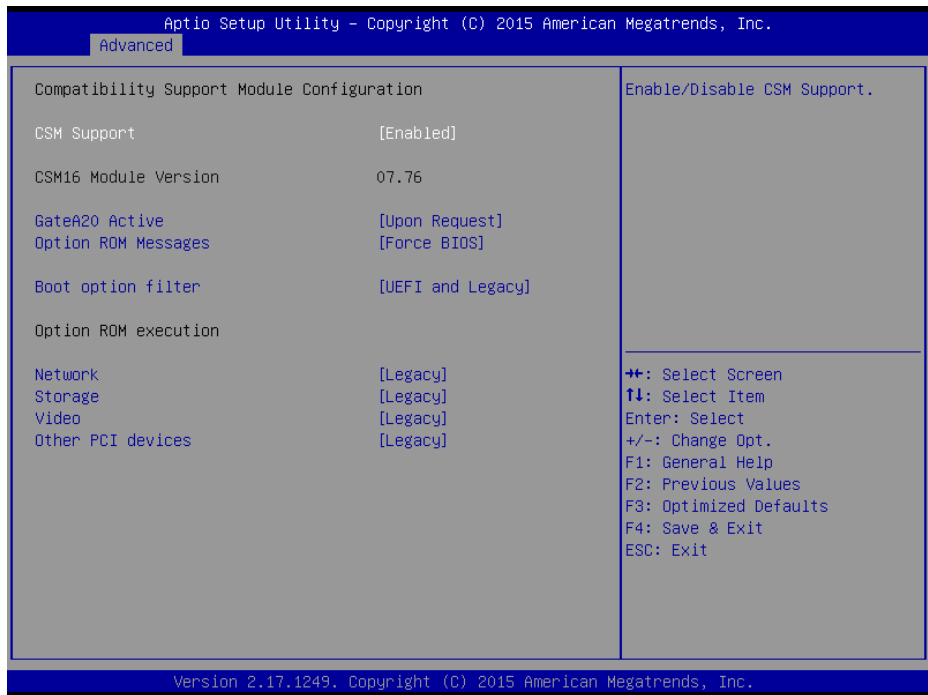 Aptio Setup Utility – Copyright (C) 2015 American Megatrends, Inc.
Advanced
Compatibility Support Module Configuration
CSM Support [Enabled]
CSM16 Module Version 07.76
GateA20 Active [Upon Request]
Option ROM Messages [Force BIOS]
Boot option filter [UEFI and Legacy]
Option ROM execution
Network [Legacy]
Storage [Legacy]
Video [Legacy]
Other PCI devices [Legacy]
Enable/Disable CSM Support.
→←: Select Screen
↑↓: Select Item
Enter: Select
+/-: Change Opt.
F1: General Help
F2: Previous Values
F3: Optimized Defaults
F4: Save & Exit
ESC: Exit
Version 2.17.1249. Copyright (C) 2015 American Megatrends, Inc.